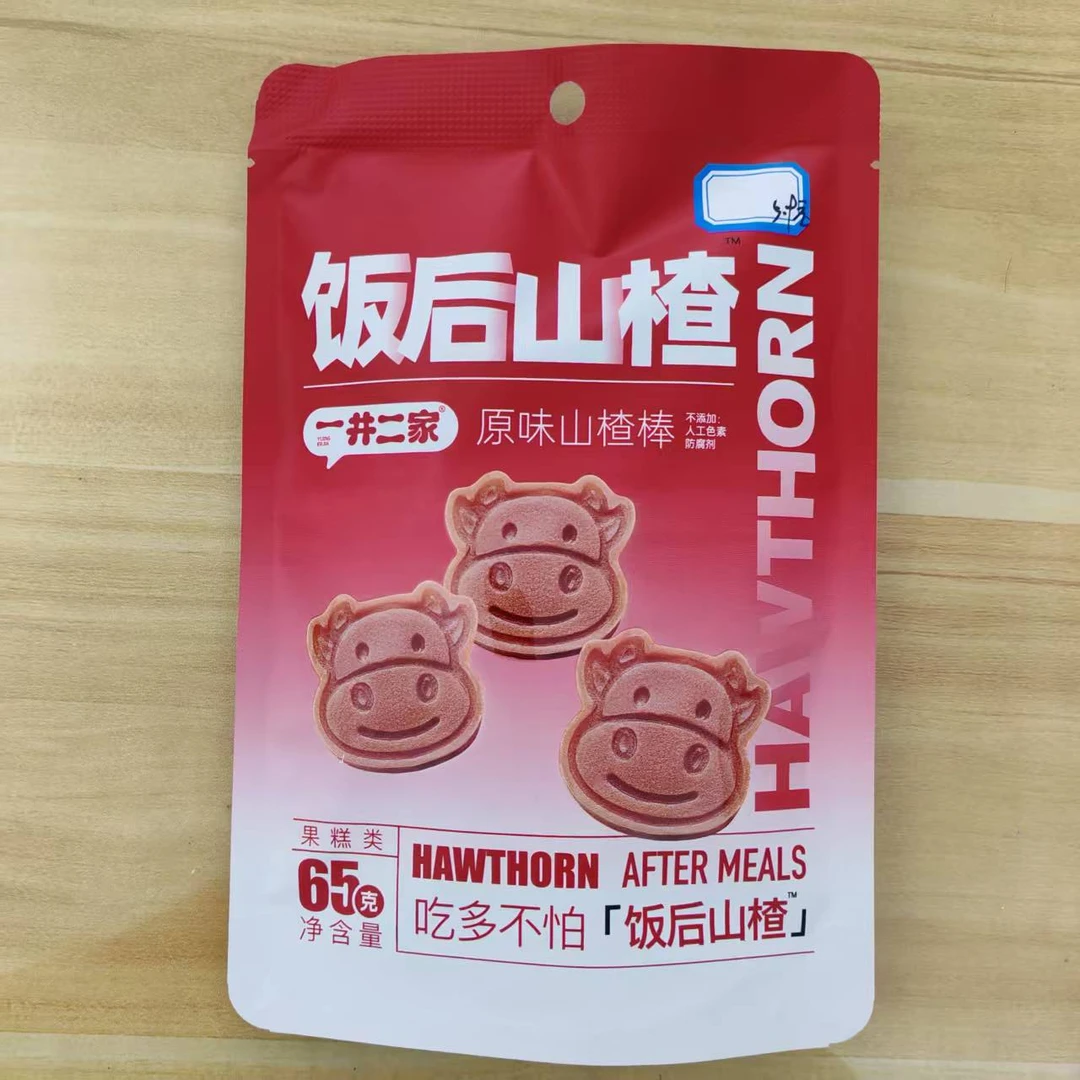 饭后山楂
TM
HAWTHORN
一井二家®
原味山楂棒
不添加:
人工色素
防腐剂
果糕类
65克
净含量
HAWTHORN AFTER MEALS
吃多不怕「饭后山楂™」